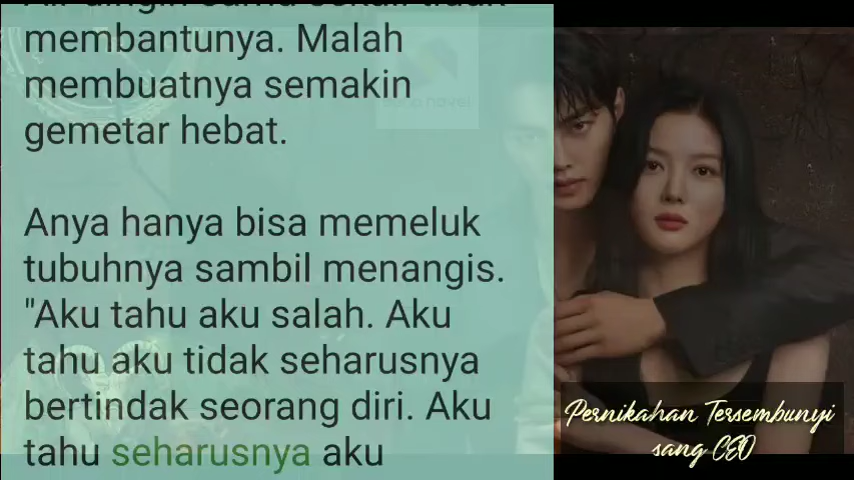 membantunya. Malah
membuatnya semakin
gemetar hebat.
Anya hanya bisa memeluk
tubuhnya sambil menangis.
"Aku tahu aku salah. Aku
tahu aku tidak seharusnya
bertindak seorang diri. Aku
tahu seharusnya aku
Pernikahan Tersembunyi
sang CEO